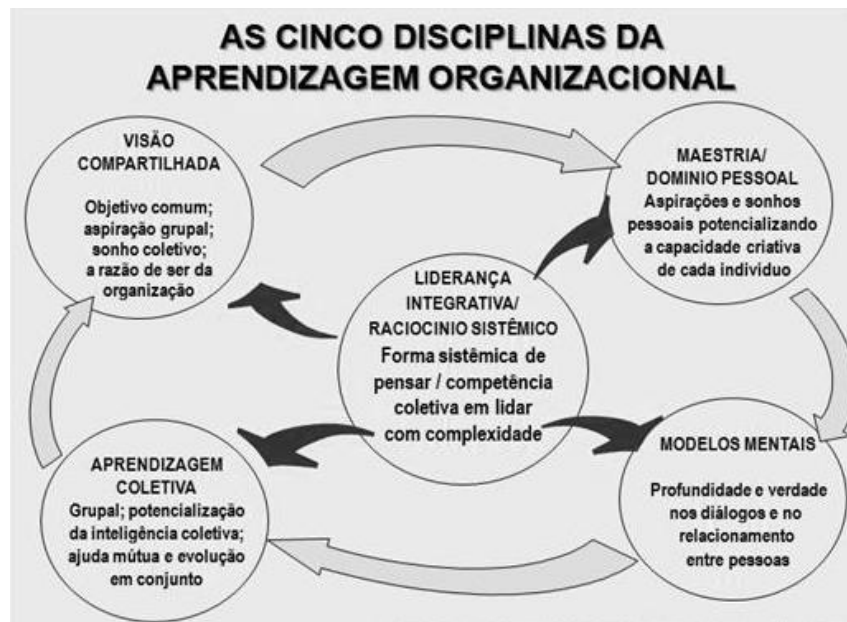 AS CINCO DISCIPLINAS DA
APRENDIZAGEM ORGANIZACIONAL
VISÃO
COMPARTILHADA
Objetivo comum;
aspiração grupal;
sonho coletivo;
a razão de ser da
organização
MAESTRIA/
DOMINIO PESSOAL
Aspirações e sonhos
pessoais potencializando
a capacidade criativa
de cada individuo
LIDERANÇA
INTEGRATIVA/
RACIOCINIO SISTÊMICO
Forma sistêmica de
pensar / competência
coletiva em lidar
com complexidade
APRENDIZAGEM
COLETIVA
Grupal; potencialização
da inteligência coletiva;
ajuda mútua e evolução
em conjunto
MODELOS MENTAIS
Profundidade e verdade
nos diálogos e no
relacionamento
entre pessoas